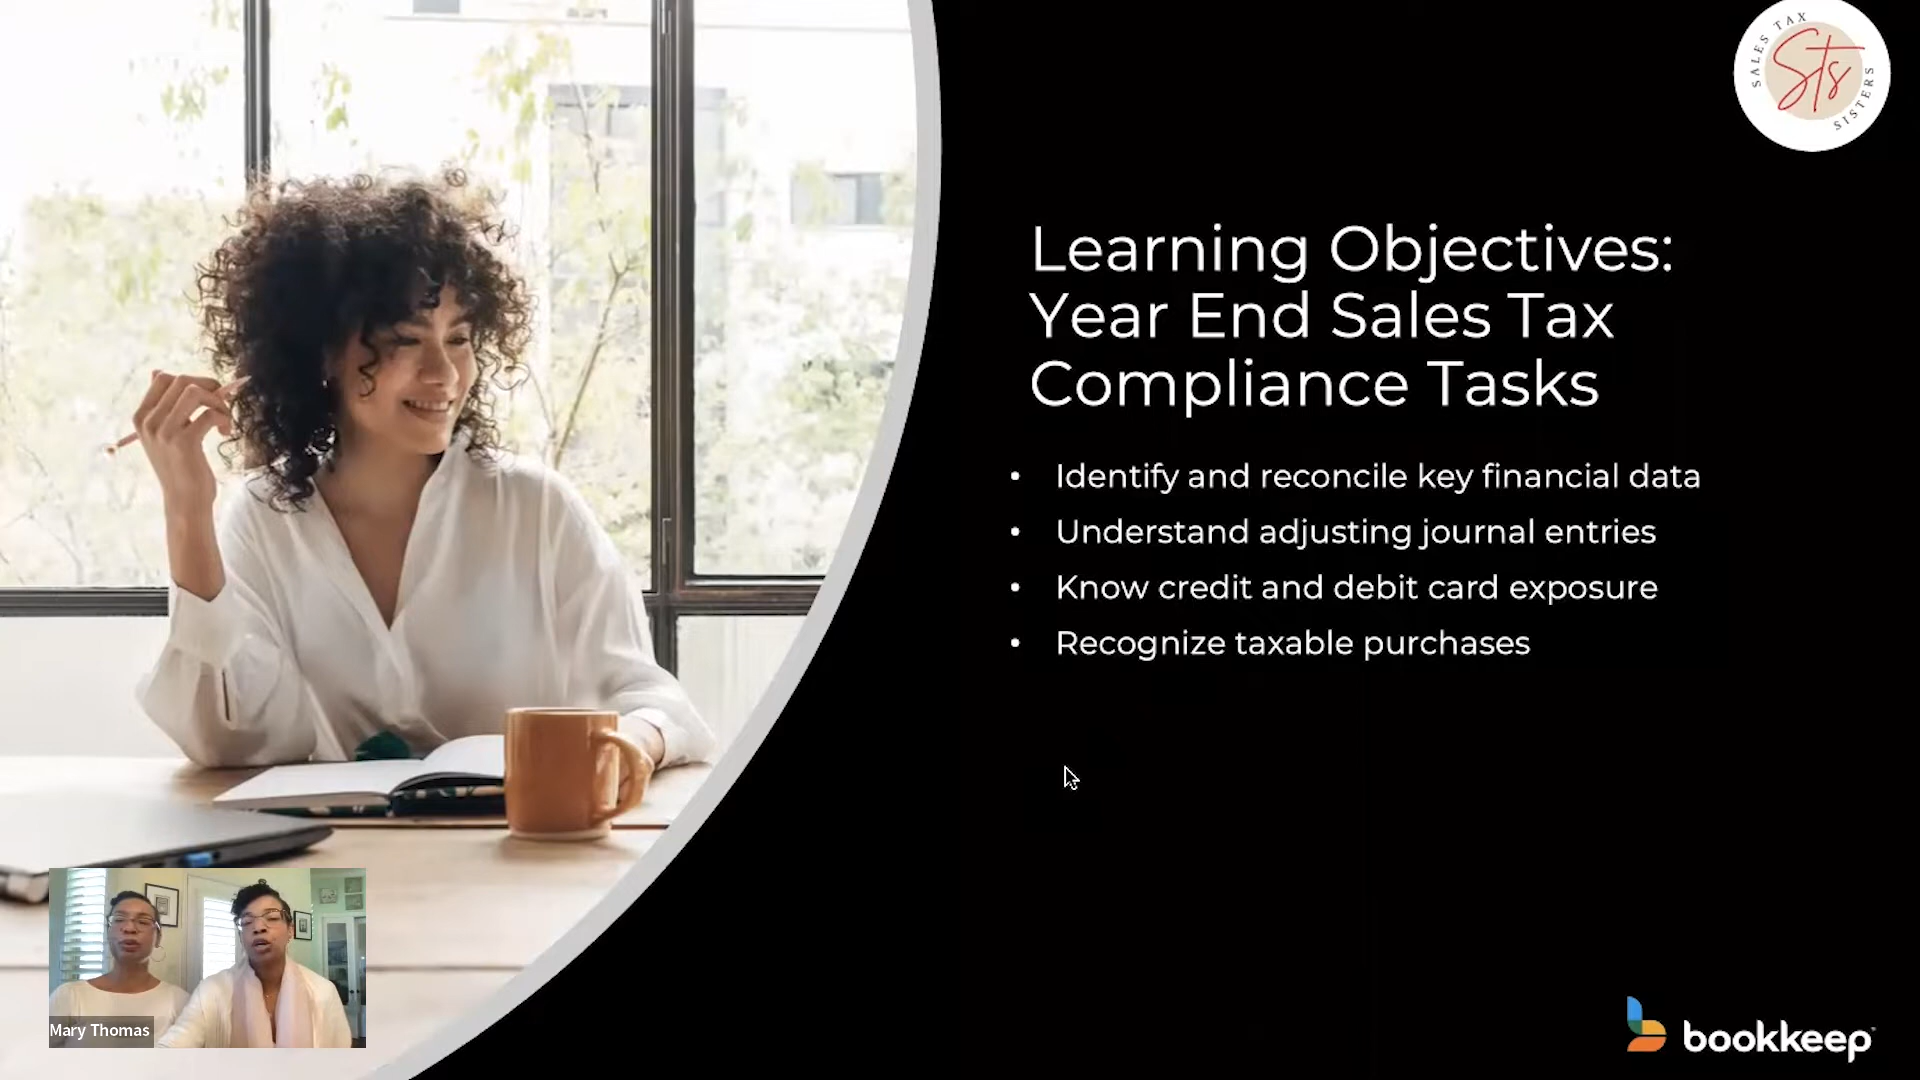 SALES TAX
Sts
SISTERS
Learning Objectives:
Year End Sales Tax
Compliance Tasks
• Identify and reconcile key financial data
• Understand adjusting journal entries
• Know credit and debit card exposure
• Recognize taxable purchases
Mary Thomas
bookkeep